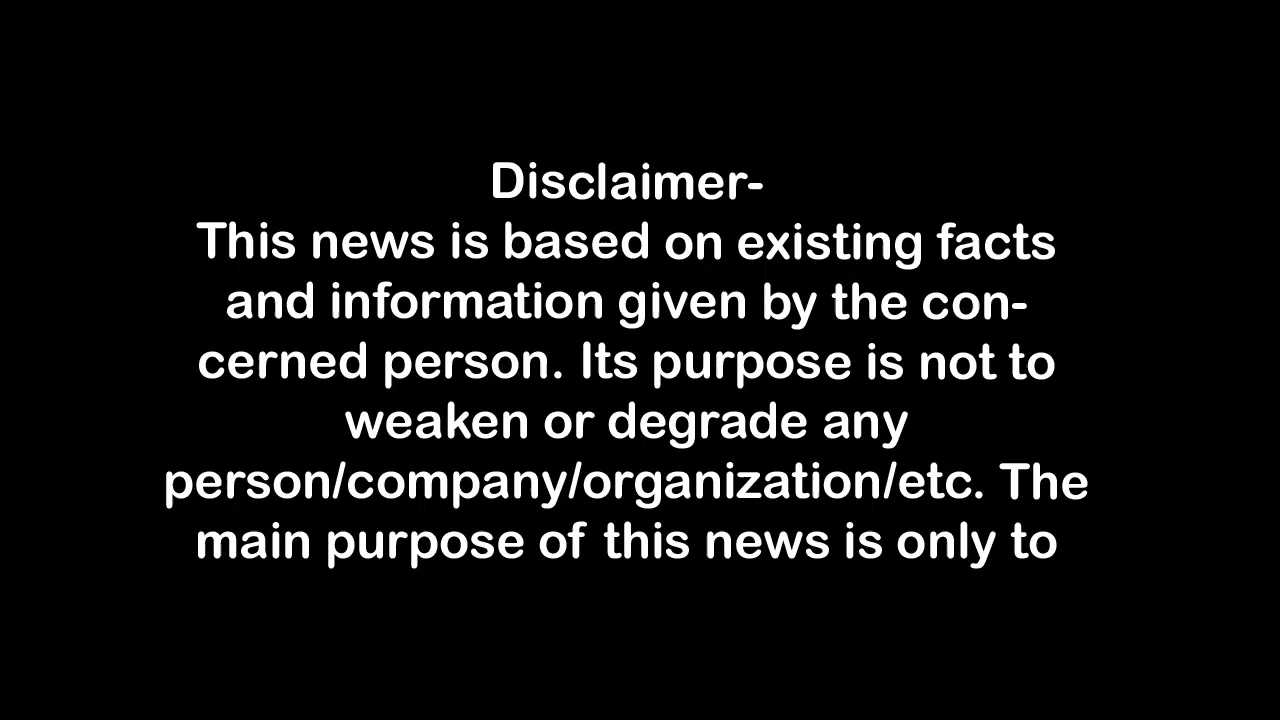 Disclaimer-
This news is based on existing facts
and information given by the con-
cerned person. Its purpose is not to
weaken or degrade any
person/company/organization/etc. The
main purpose of this news is only to